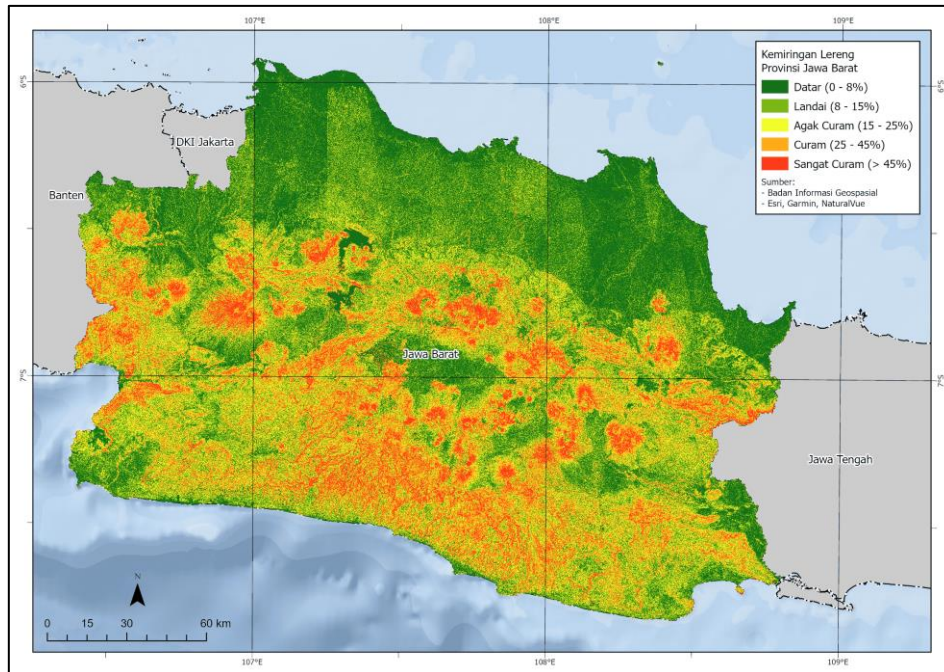 107°E
108°E
109°E
Kemiringan Lereng
Provinsi Jawa Barat
Datar (0 - 8%)
Landai (8 - 15%)
Agak Curam (15 - 25%)
Curam (25 - 45%)
Sangat Curam (> 45%)
Sumber:
- Badan Informasi Geospasial
- Esri, Garmin, NaturalVue
6°S
6°S
DKI Jakarta
Banten
Jawa Barat
7°S
7°S
Jawa Tengah
N
0 15 30 60 km
107°E
108°E
109°E